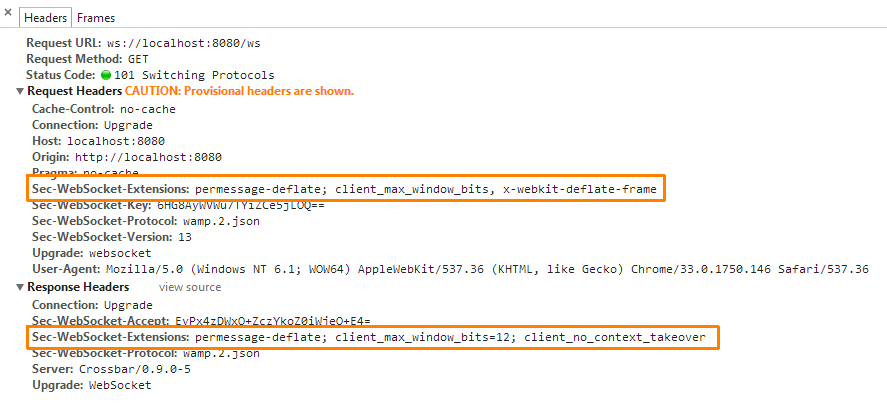 × Headers Frames
Request URL: ws://localhost:8080/ws
Request Method: GET
Status Code: 101 Switching Protocols
Request Headers CAUTION: Provisional headers are shown.
Cache-Control: no-cache
Connection: Upgrade
Host: localhost:8080
Origin: http://localhost:8080
Pragma: no-cache
Sec-WebSocket-Extensions: permessage-deflate; client_max_window_bits, x-webkit-deflate-frame
Sec-WebSocket-Key:
Sec-WebSocket-Protocol: wamp.2.json
Sec-WebSocket-Version: 13
Upgrade: websocket
User-Agent: Mozilla/5.0 (Windows NT 6.1; WOW64) AppleWebKit/537.36 (KHTML, like Gecko) Chrome/33.0.1750.146 Safari/537.36
Response Headers view source
Connection: Upgrade
Sec-WebSocket-Accept:
Sec-WebSocket-Extensions: permessage-deflate; client_max_window_bits=12; client_no_context_takeover
Sec-WebSocket-Protocol: wamp.2.json
Server: Crossbar/0.9.0-5
Upgrade: WebSocket